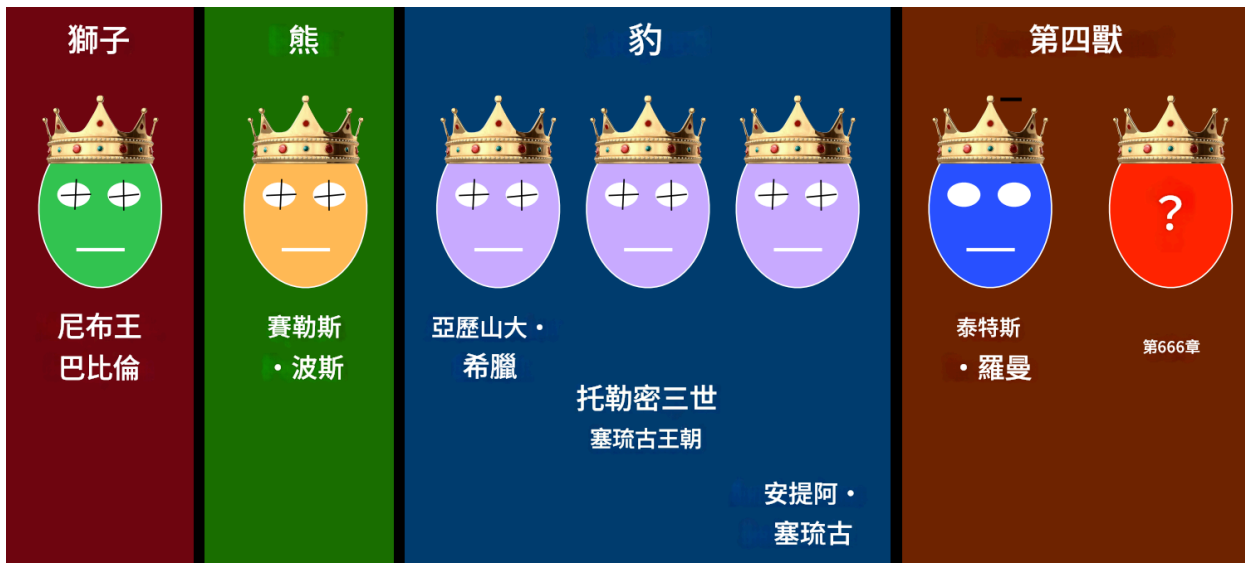 獅子
熊
豹
第四獸
?
尼布王
巴比倫
賽勒斯
·波斯
亞歷山大·
希臘
托勒密三世
塞琉古王朝
安提阿·
塞琉古
泰特斯
·羅曼
第666章